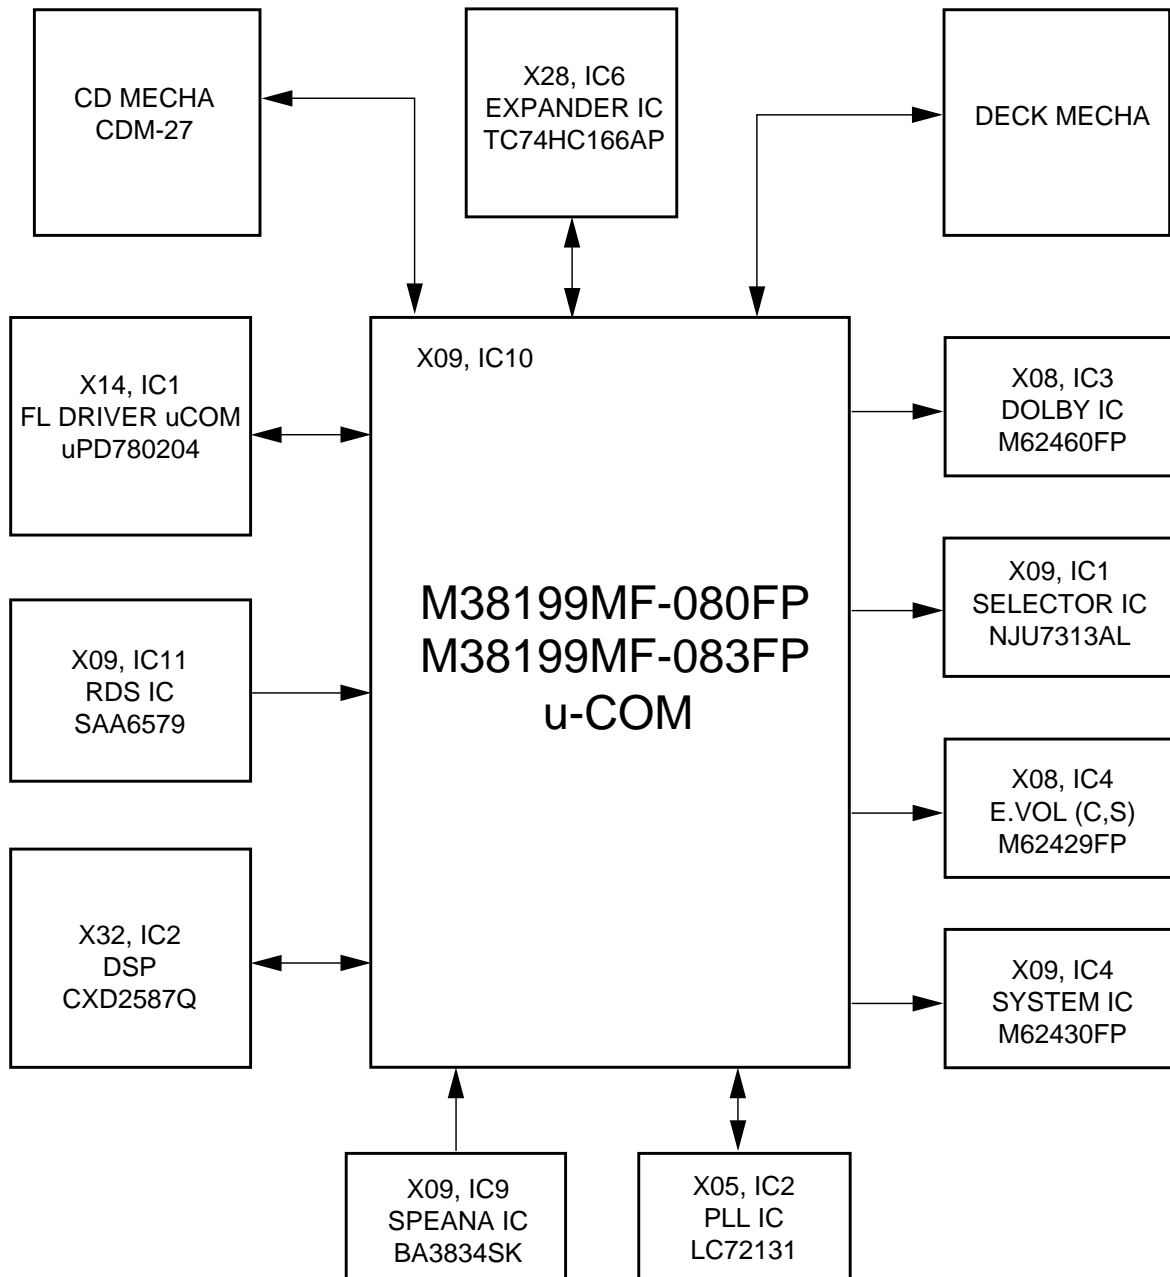 CD MECHA
CDM-27
X28, IC6
EXPANDER IC
TC74HC166AP
DECK MECHA
X14, IC1
FL DRIVER uCOM
uPD780204
X09, IC10
X08, IC3
DOLBY IC
M62460FP
X09, IC11
RDS IC
SAA6579
M38199MF-080FP
M38199MF-083FP
u-COM
X09, IC1
SELECTOR IC
NJU7313AL
X08, IC4
E.VOL (C,S)
M62429FP
X32, IC2
DSP
CXD2587Q
X09, IC4
SYSTEM IC
M62430FP
X09, IC9
SPEANA IC
BA3834SK
X05, IC2
PLL IC
LC72131